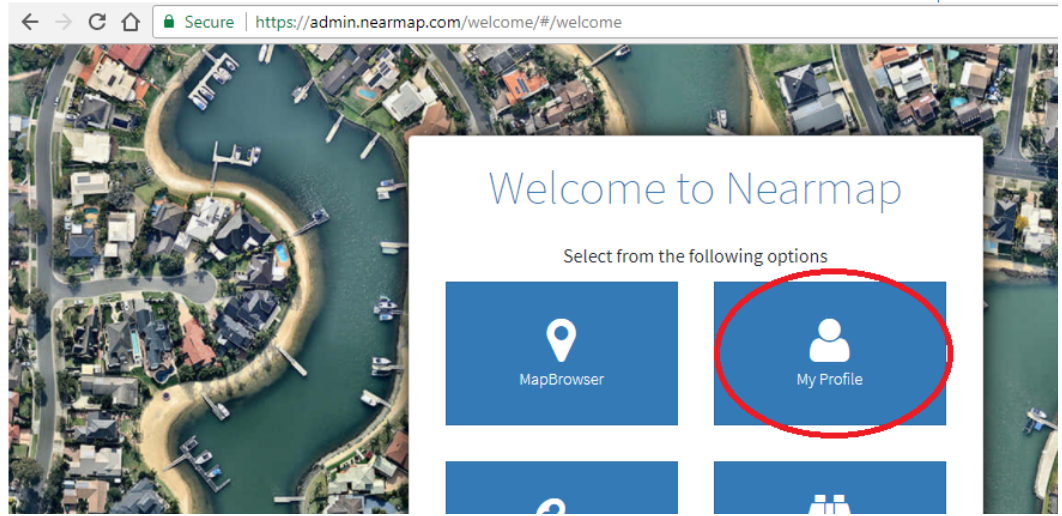 Secure | https://admin.nearmap.com/welcome/#/welcome
Welcome to Nearmap
Select from the following options
MapBrowser
My Profile